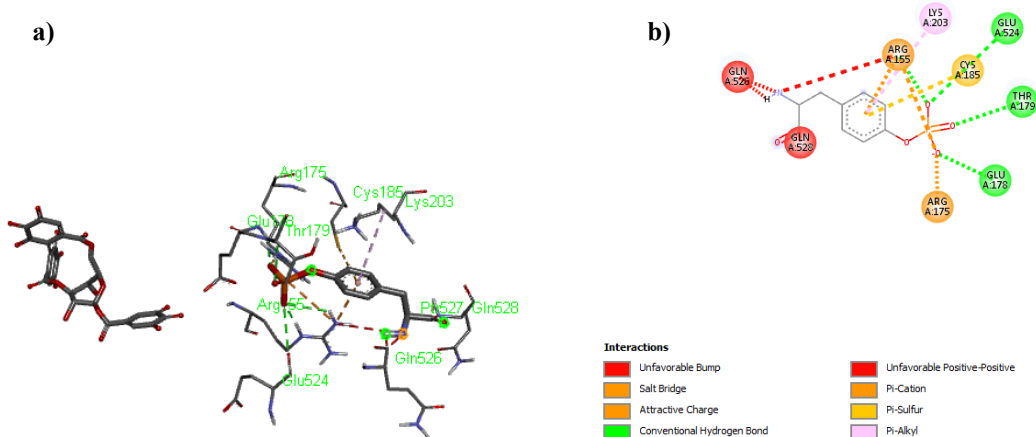 a)
Arg175
Cys185
Lys203
Glu178
Thr179
Arg155
Gln528
Gln526
Glu524
b)
LYS
A:203
GLU
A:524
ARG
A:155
CYS
A:185
GLN
A:526
H
THR
A:179
GLN
A:528
O
GLU
A:178
ARG
A:175
Interactions
Unfavorable Bump
Salt Bridge
Attractive Charge
Conventional Hydrogen Bond
Unfavorable Positive-Positive
Pi-Cation
Pi-Sulfur
Pi-Alkyl